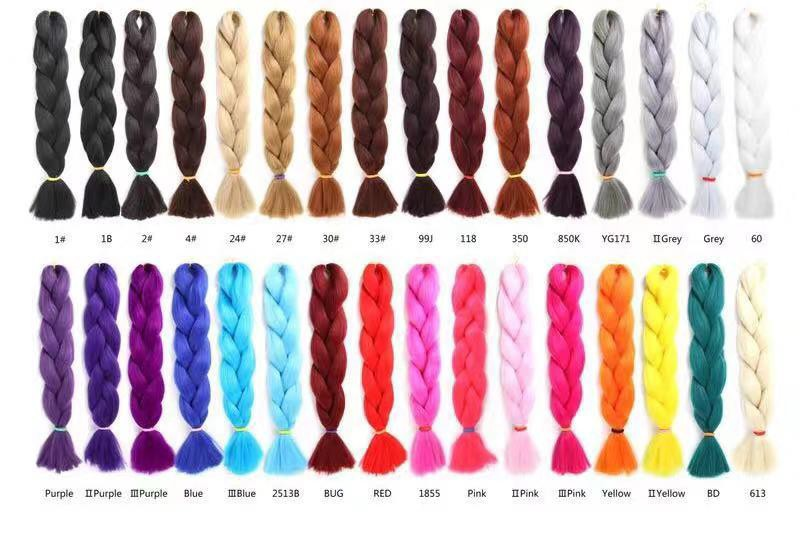 1# 1B 2# 4# 24# 27# 30# 33# 99J 118 350 850K YG171 ⅡGrey Grey 60
Purple ⅡPurple ⅢPurple Blue ⅢBlue 2513B BUG RED 1855 Pink ⅡPink ⅢPink Yellow ⅡYellow BD 613